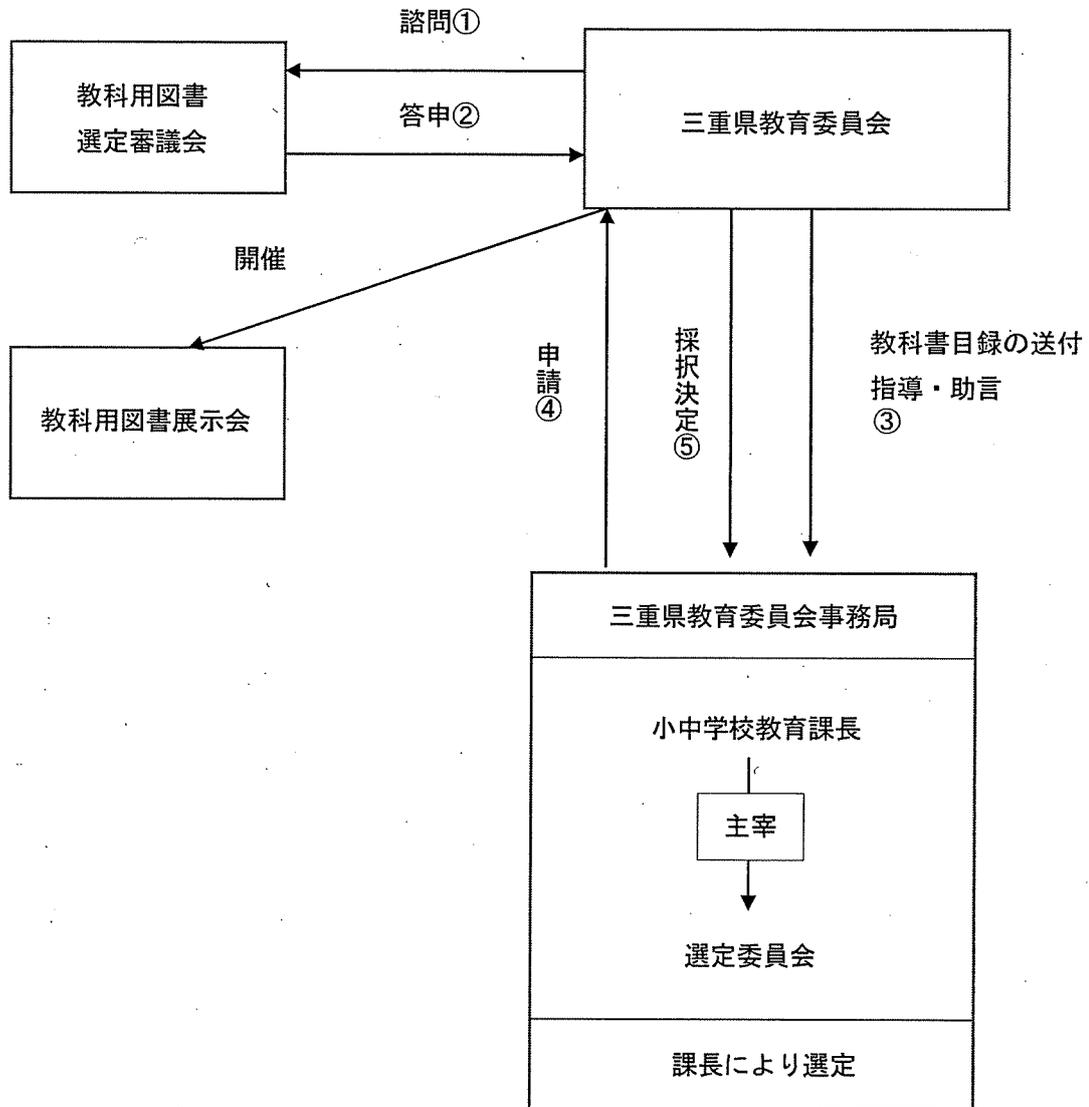 諮問①
教科用図書
選定審議会
答申②
三重県教育委員会
開催
教科用図書展示会
申請④
採択決定⑤
教科書目録の送付
指導・助言
③
三重県教育委員会事務局
小中学校教育課長
主宰
選定委員会
課長により選定